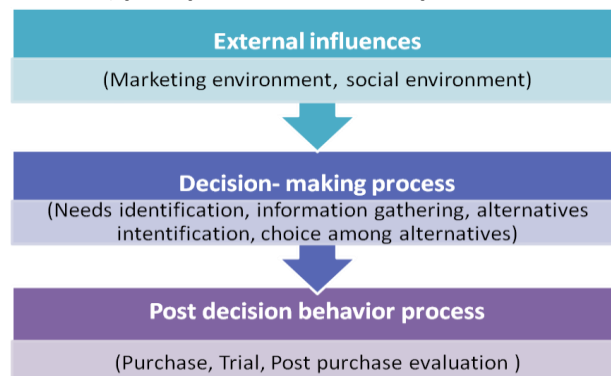 External influences
(Marketing environment, social environment)
Decision- making process
(Needs identification, information gathering, alternatives
intentification, choice among alternatives)
Post decision behavior process
(Purchase, Trial, Post purchase evaluation )